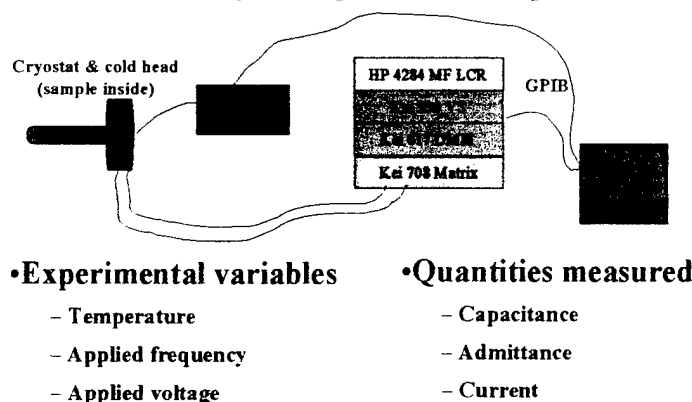 Cryostat & cold head
(sample inside)
HP 4284 MF LCR
GPIB
Kei 708 Matrix
•Experimental variables
– Temperature
– Applied frequency
– Applied voltage
•Quantities measured
– Capacitance
– Admittance
– Current